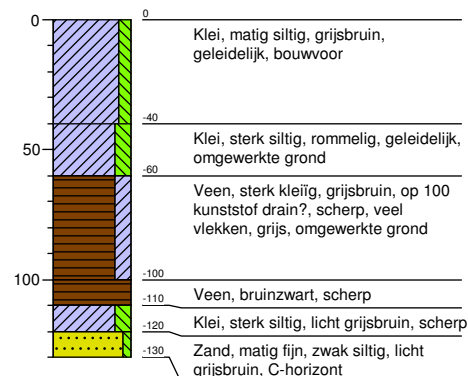 0
0
Klei, matig siltig, grijsbruin,
geleidelijk, bouwvoor
-40
50
Klei, sterk siltig, rommelig, geleidelijk,
omgewerkte grond
-60
Veen, sterk kleiïg, grijsbruin, op 100
kunststof drain?, scherp, veel
vlekken, grijs, omgewerkte grond
100
-100
Veen, bruinzwart, scherp
-110
Klei, sterk siltig, licht grijsbruin, scherp
-120
Zand, matig fijn, zwak siltig, licht
grijsbruin, C-horizont
-130